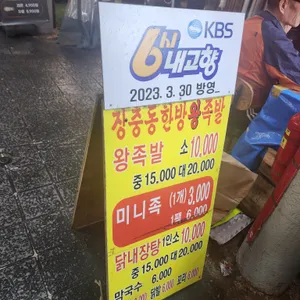 KBS
6시
내고향
2023. 3. 30 방영
장충동한방왕족발
왕족발 소 10,000
중 15.000 대 20.000
미니족 (1개) 3,000
1팩 6,000
닭내장탕 1인 소 10,000
중 15.000 대 20.000
막국수 6,000